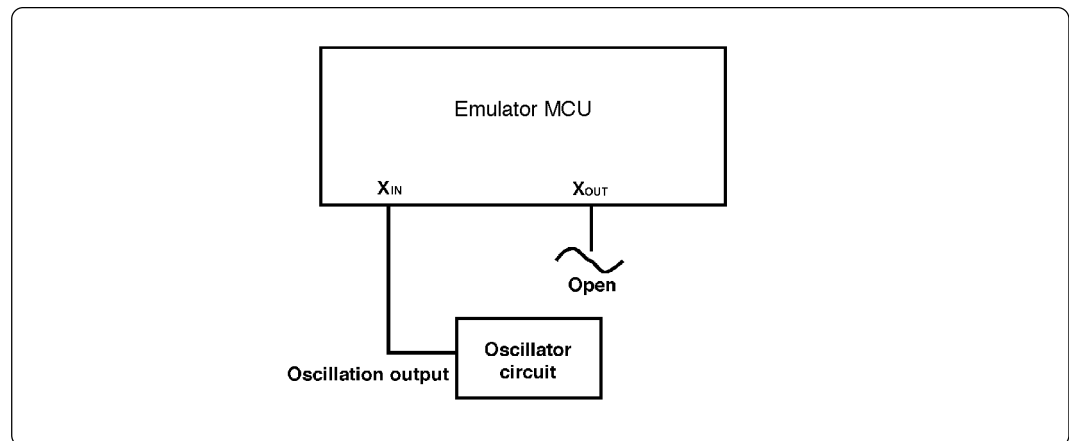 Emulator MCU
XIN
XOUT
Open
Oscillator
circuit
Oscillation output